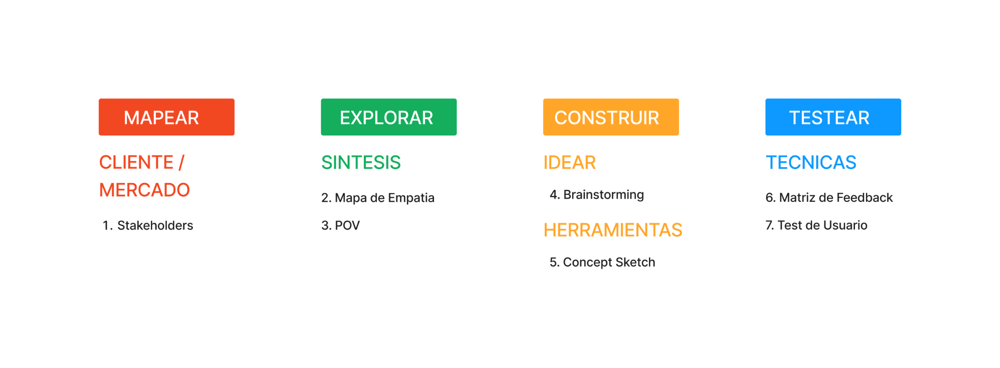 MAPEAR
CLIENTE /
MERCADO
1. Stakeholders
EXPLORAR
SINTESIS
2. Mapa de Empatia
3. POV
CONSTRUIR
IDEAR
4. Brainstorming
HERRAMIENTAS
5. Concept Sketch
TESTEAR
TECNICAS
6. Matriz de Feedback
7. Test de Usuario